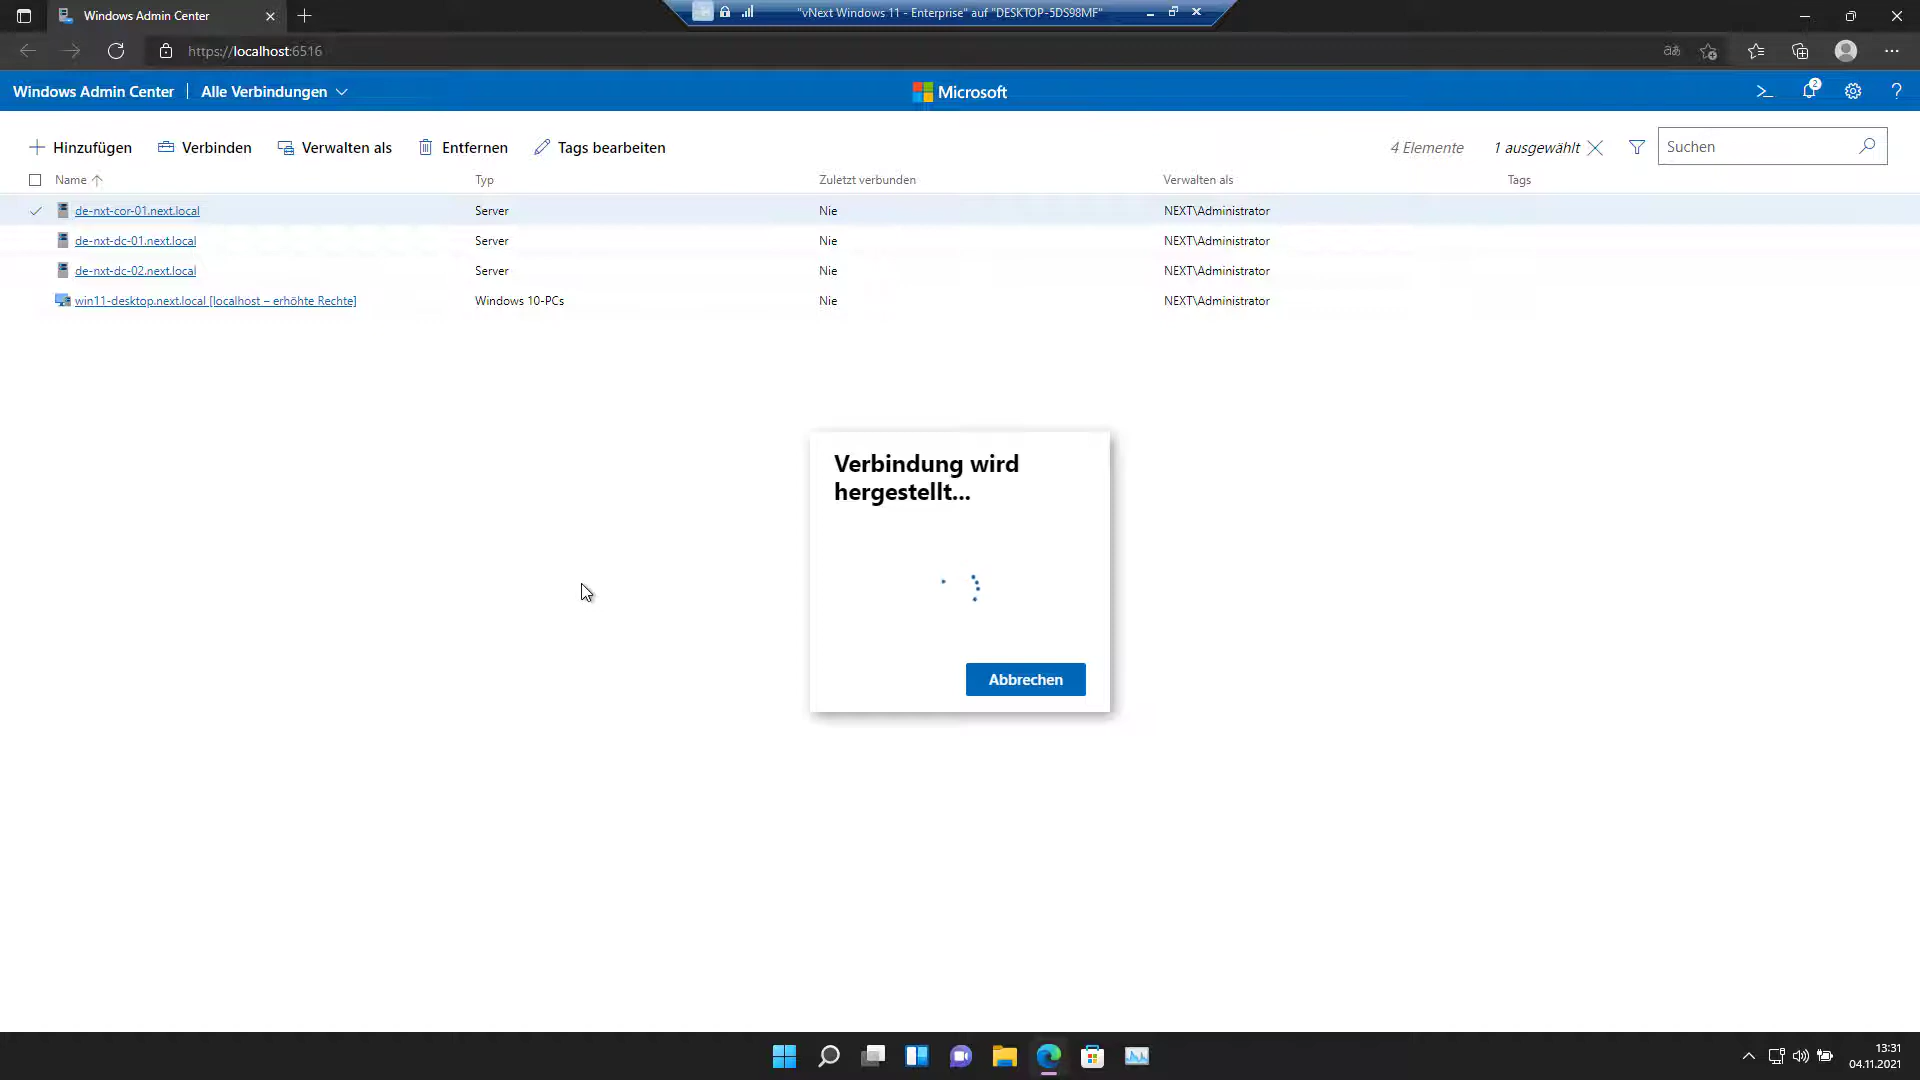 Windows Admin Center
"vNext Windows 11 - Enterprise" auf "DESKTOP-5DS98MF"
https://localhost:6516
Windows Admin Center | Alle Verbindungen
Microsoft
2
Hinzufügen Verbinden Verwalten als Entfernen Tags bearbeiten
4 Elemente 1 ausgewählt Suchen
Name Typ Zuletzt verbunden Verwalten als Tags
de-nxt-cor-01.next.local Server Nie NEXT\Administrator
de-nxt-dc-01.next.local Server Nie NEXT\Administrator
de-nxt-dc-02.next.local Server Nie NEXT\Administrator
win11-desktop.next.local [localhost – erhöhte Rechte] Windows 10-PCs Nie NEXT\Administrator
Verbindung wird
hergestellt...
Abbrechen
13:31
04.11.2021